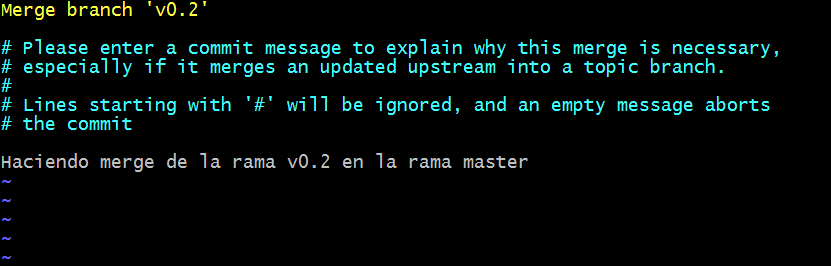 Merge branch 'v0.2'
# Please enter a commit message to explain why this merge is necessary,
# especially if it merges an updated upstream into a topic branch.
#
# Lines starting with '#' will be ignored, and an empty message aborts
# the commit
Haciendo merge de la rama v0.2 en la rama master
~
~
~
~
~